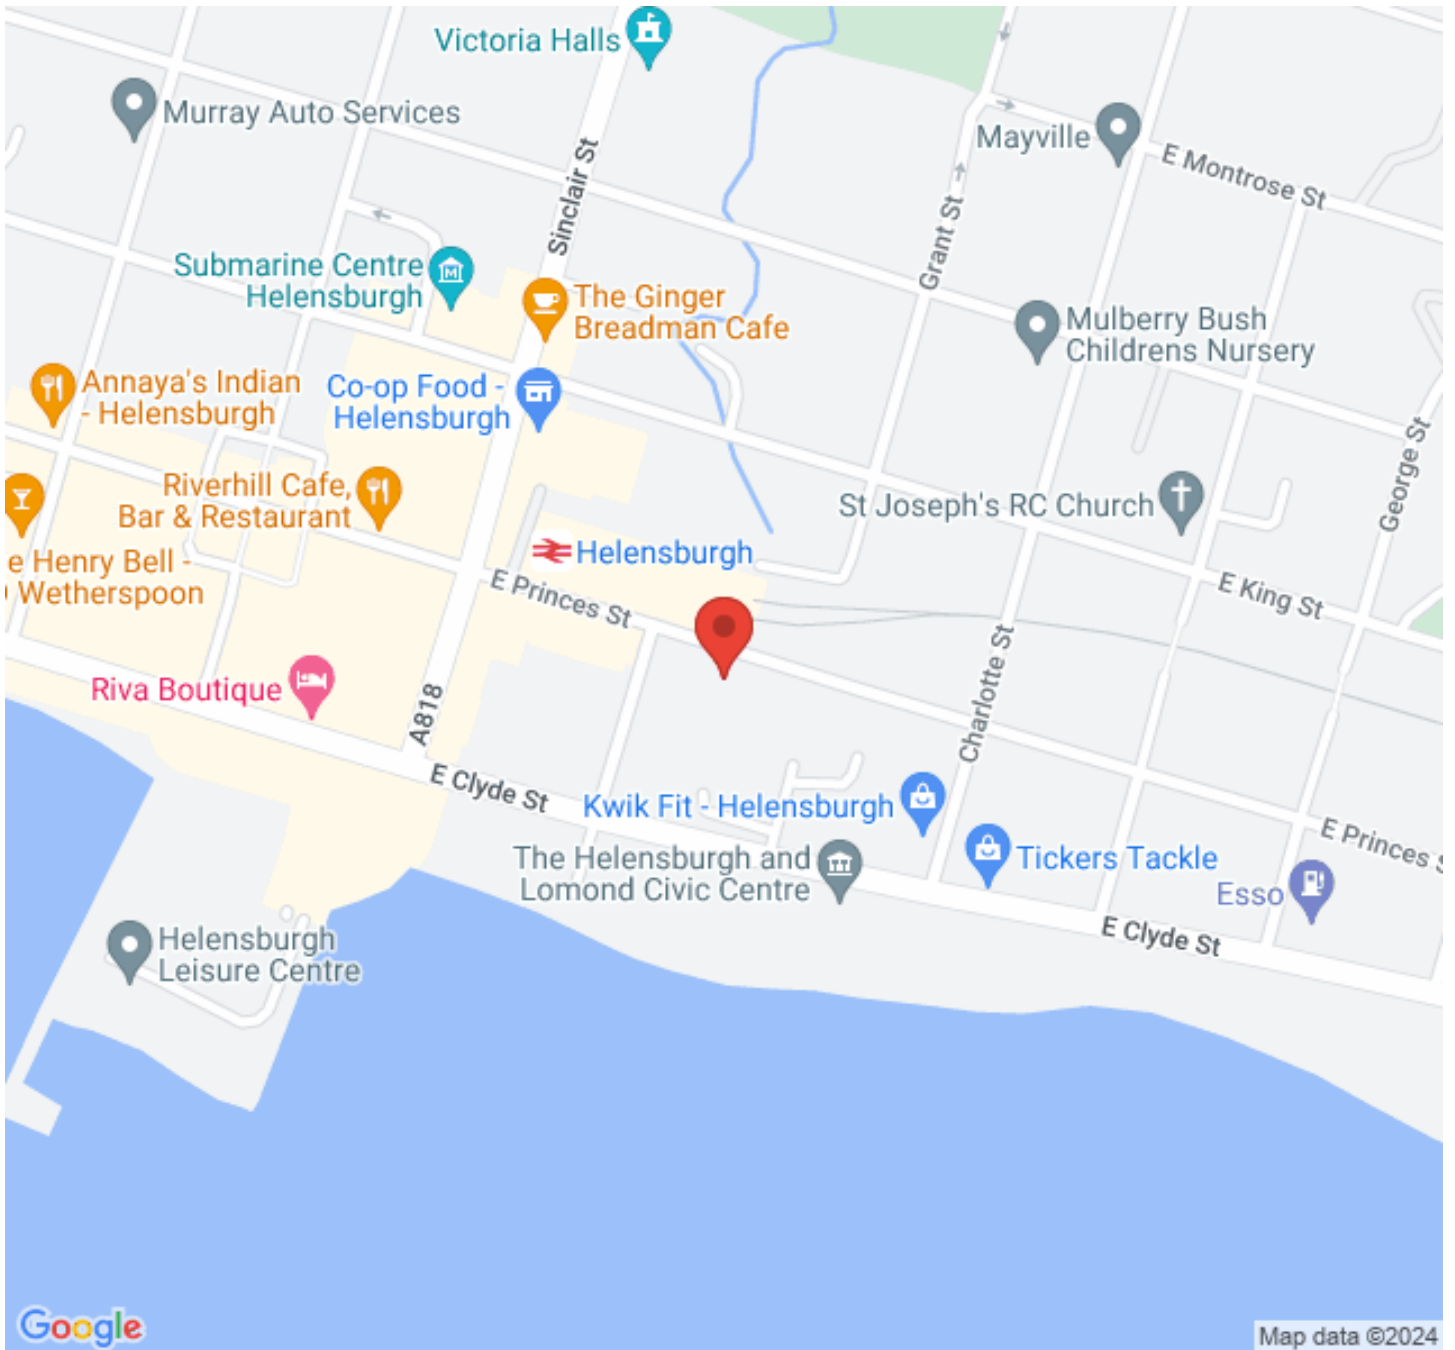 Victoria Halls
Murray Auto Services
Mayville
E Montrose St
Sinclair St
Grant St
Submarine Centre
Helensburgh
The Ginger
Breadman Cafe
Mulberry Bush
Childrens Nursery
Annaya's Indian
- Helensburgh
Co-op Food -
Helensburgh
George St
Riverhill Cafe,
Bar & Restaurant
St Joseph's RC Church
Helensburgh
e Henry Bell -
Wetherspoon
E Princes St
E King St
Charlotte St
Riva Boutique
A818
E Clyde St
Kwik Fit - Helensburgh
E Princes S
The Helensburgh and
Lomond Civic Centre
Tickers Tackle
Esso
E Clyde St
Helensburgh
Leisure Centre
Google
Map data ©2024